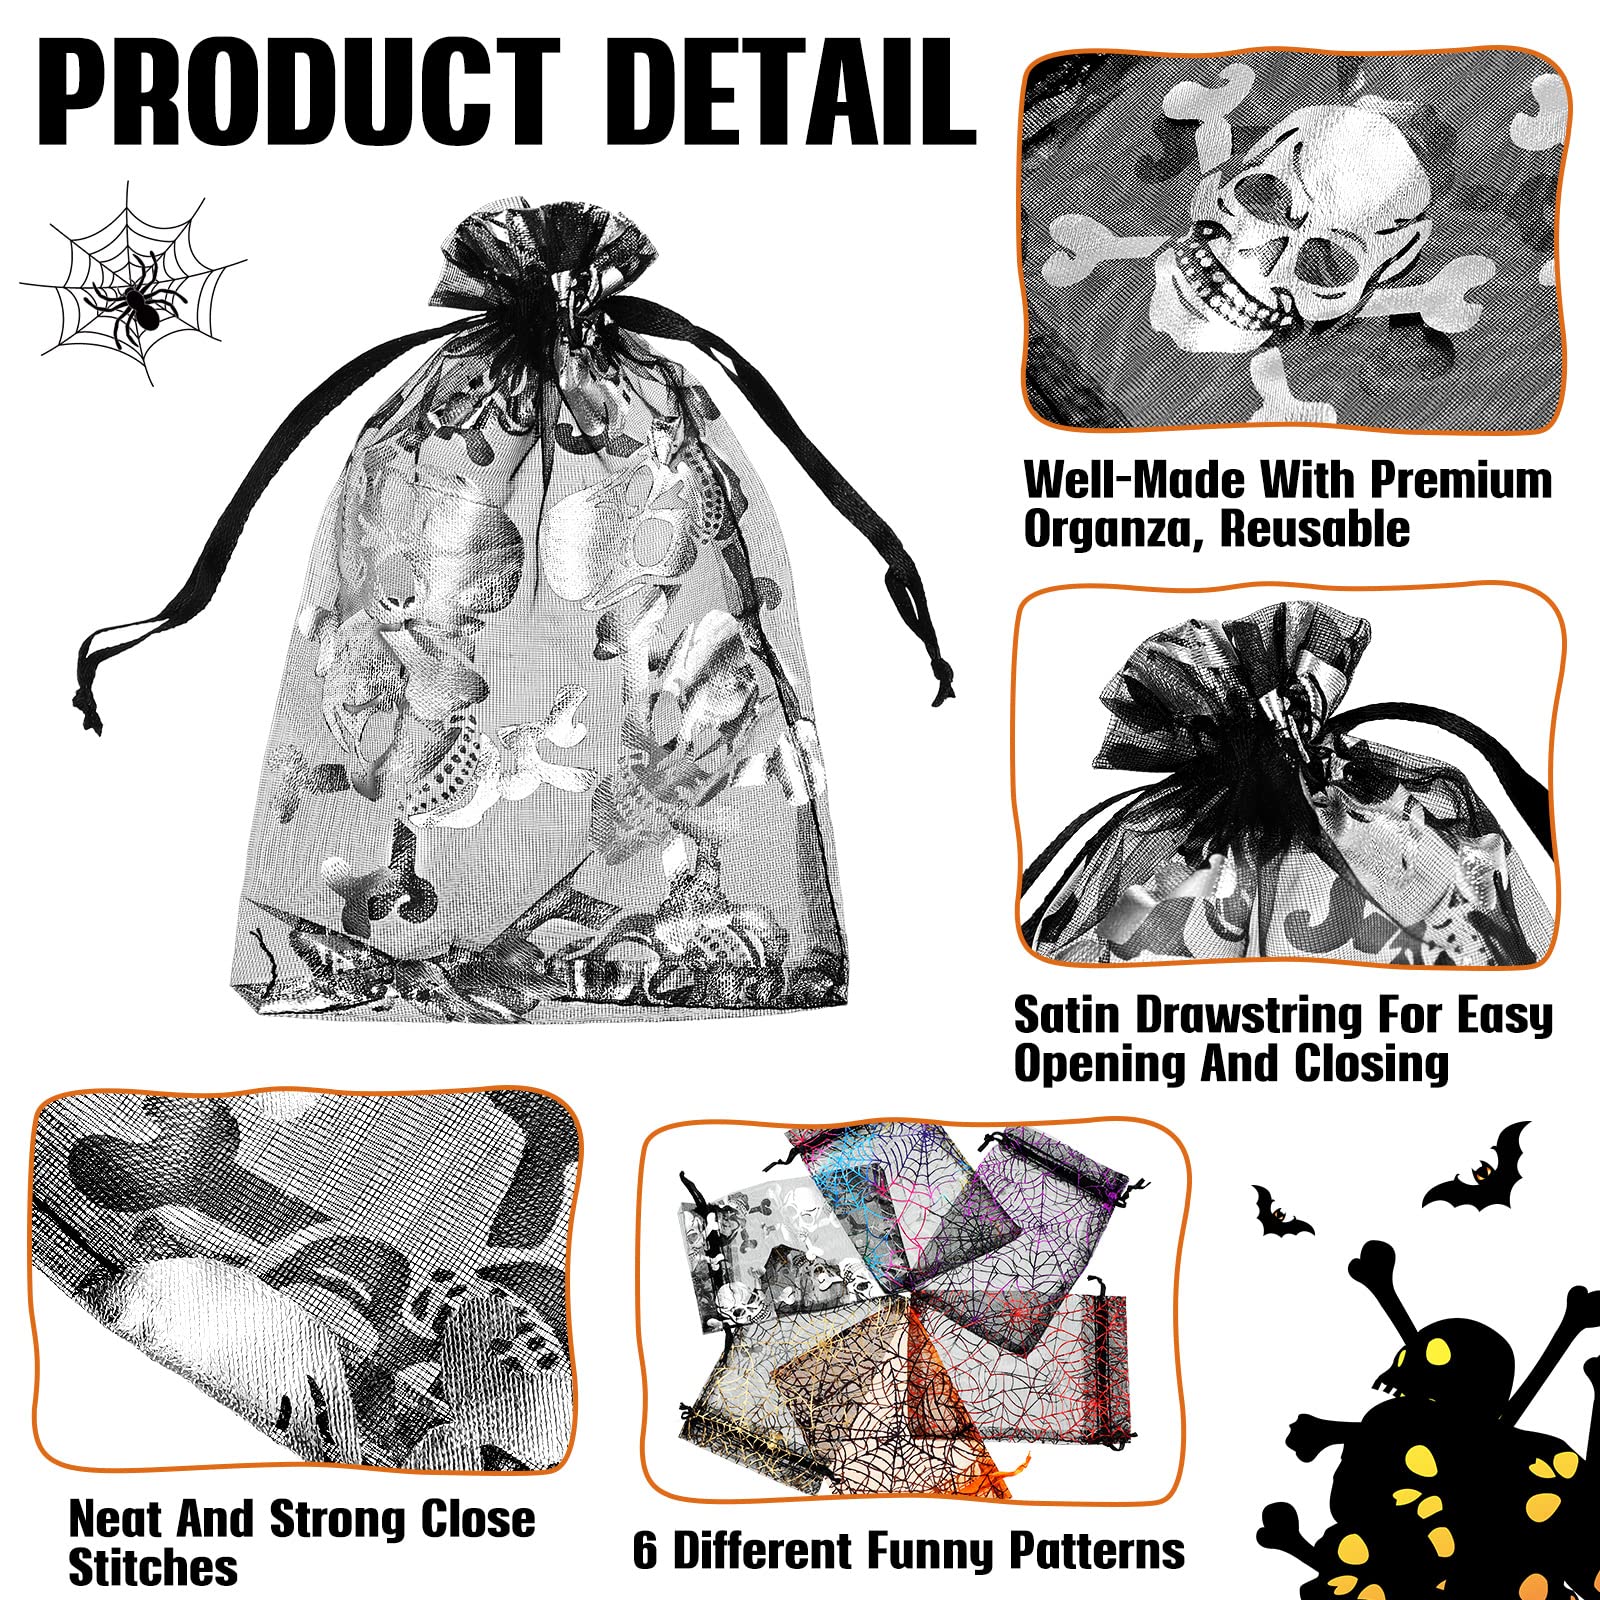 PRODUCT DETAIL
Well-Made With Premium
Organza, Reusable
Satin Drawstring For Easy
Opening And Closing
Neat And Strong Close
Stitches
6 Different Funny Patterns